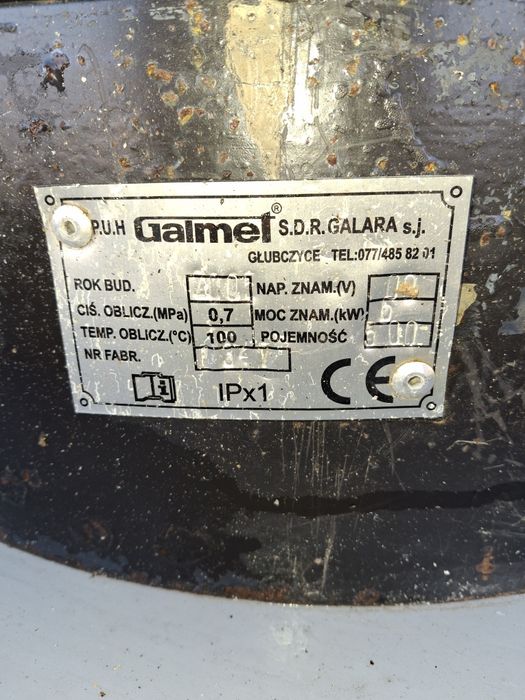 P.U.H Galmet® S.D.R. GALARA s.j.
GŁUBCZYCE TEL:077/485 82 01
ROK BUD. NAP. ZNAM.(V)
CIŚ. OBLICZ.(MPa) 0,7 MOC ZNAM.(kW)
TEMP. OBLICZ.(°C) 100 POJEMNOŚĆ
NR FABR.
IPx1 CE